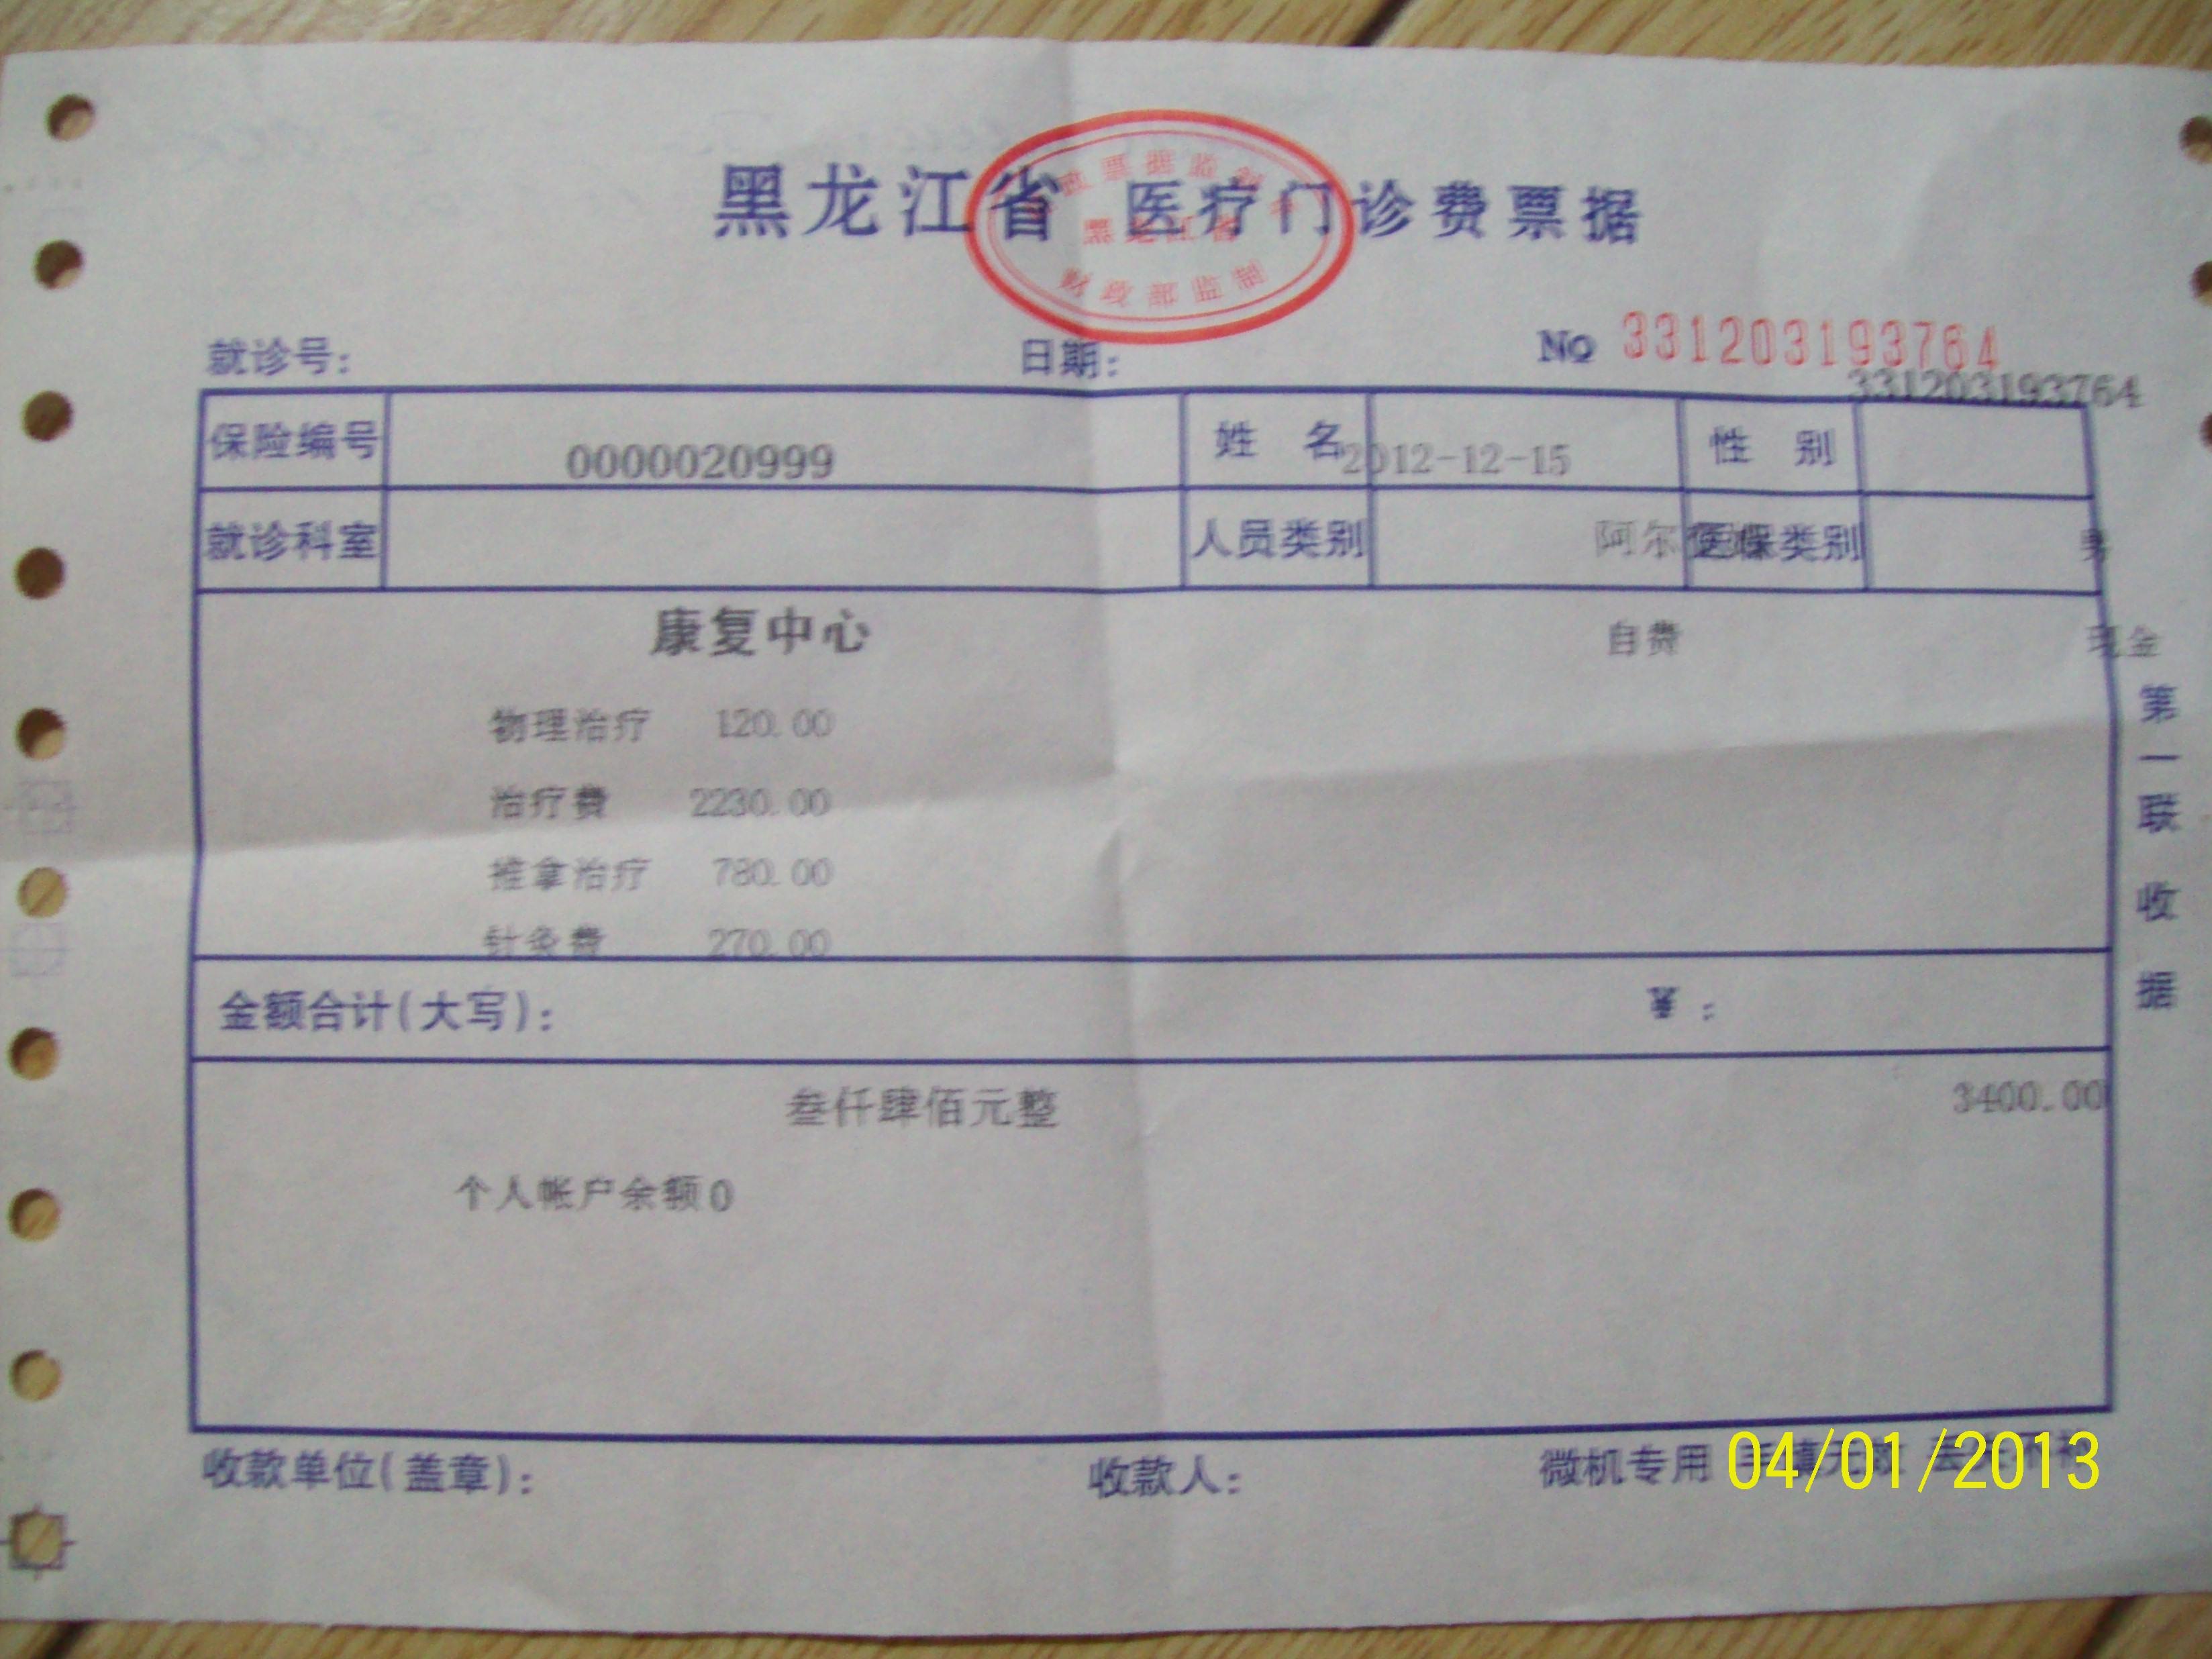 黑龙江省 医疗门诊费票据
票据监
黑龙江省
财政部监制
就诊号:
日期:
No 331203193764
331203193764
保险编号
0000020999
姓 名
2012-12-15
性 别
就诊科室
人员类别
阿尔
医保类别
男
康复中心
自费
现金
物理治疗 120.00
治疗费 2230.00
推拿治疗 780.00
针灸费 270.00
第一联 收据
金额合计(大写):
¥:
叁仟肆佰元整
3400.00
个人帐户余额0
收款单位(盖章):
收款人:
微机专用
04/01/2013